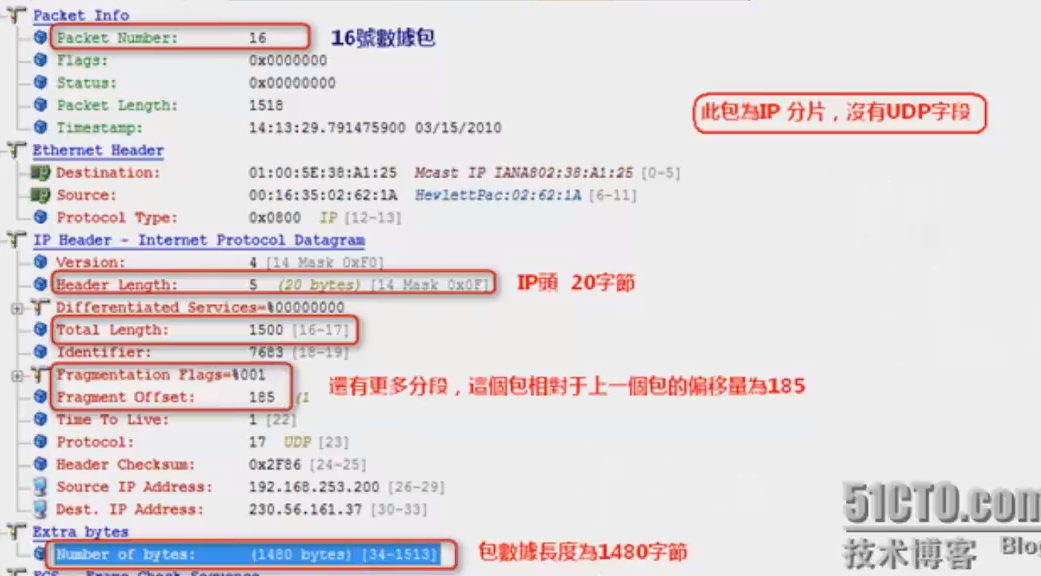 Packet Info
Packet Number: 16 16號數據包
Flags: 0x0000000
Status: 0x00000000
Packet Length: 1518
此包為IP 分片，沒有UDP字段
Timestamp: 14:13:29.791475900 03/15/2010
Ethernet Header
Destination: 01:00:5E:38:A1:25 Mcast IP IANA802:38:A1:25 [0-5]
Source: 00:16:35:02:62:1A HewlettPac:02:62:1A [6-11]
Protocol Type: 0x0800 IP [12-13]
IP Header - Internet Protocol Datagram
Version: 4 [14 Mask 0xF0]
Header Length: 5 (20 bytes) [14 Mask 0x0F] IP頭 20字節
Differentiated Services=%00000000
Total Length: 1500 [16-17]
Identifier: 7683 [18-19]
Fragmentation Flags=%001
還有更多分段，這個包相對于上一個包的偏移量為185
Fragment Offset: 185 (1
Time To Live: 1 [22]
Protocol: 17 UDP [23]
Header Checksum: 0x2F86 [24-25]
Source IP Address: 192.168.253.200 [26-29]
Dest. IP Address: 230.56.161.37 [30-33]
Extra bytes
Number of bytes: (1480 bytes) [34-1513] 包數據長度為1480字節
FCS - Frame Check Sequence
51CTO.com
技术博客 Blog